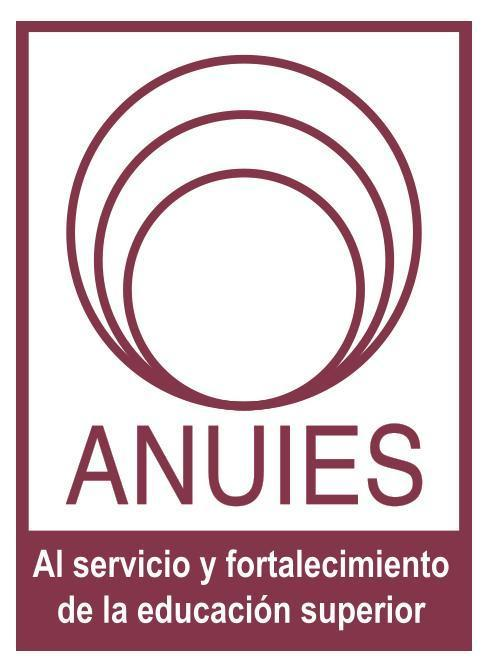 ANUIES
Al servicio y fortalecimiento
de la educación superior